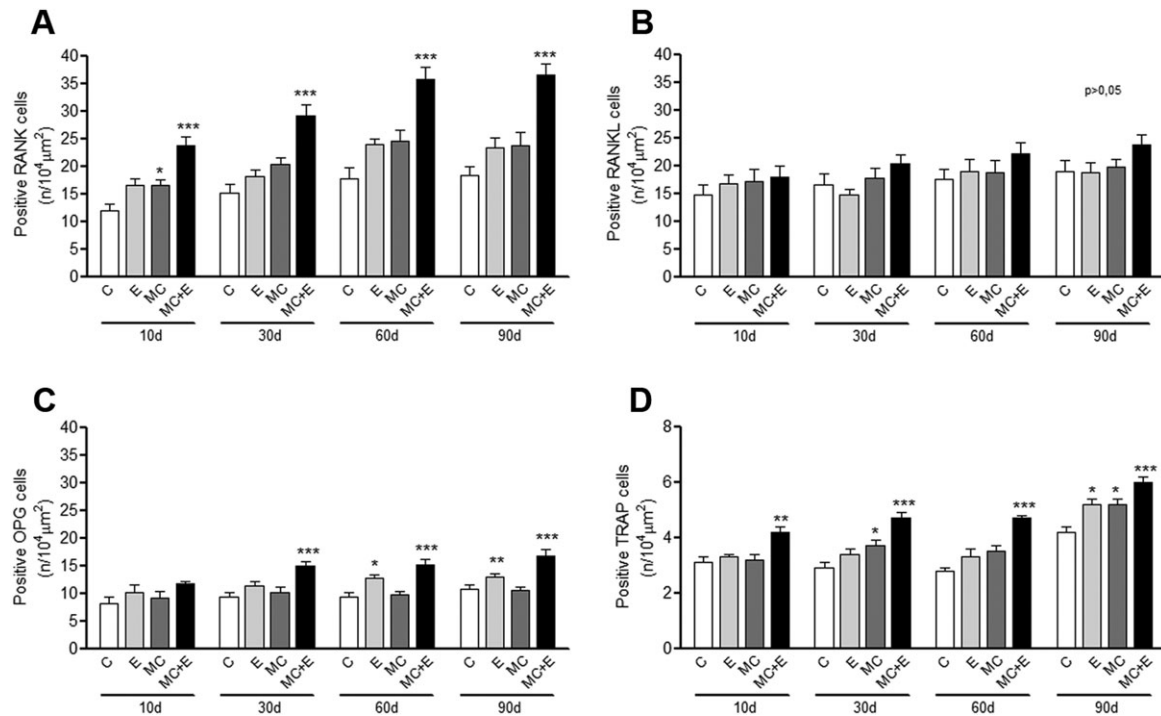 A
Positive RANK cells
(n/10⁴μm²)
40
35
30
25
20
15
10
5
0
*
***
***
***
***
C E MC MC+E C E MC MC+E C E MC MC+E C E MC MC+E
10d 30d 60d 90d
B
Positive RANKL cells
(n/10⁴μm²)
40
35
30
25
20
15
10
5
0
p>0,05
C E MC MC+E C E MC MC+E C E MC MC+E C E MC MC+E
10d 30d 60d 90d
C
Positive OPG cells
(n/10⁴μm²)
40
35
30
25
20
15
10
5
0
***
*
***
**
***
C E MC MC+E C E MC MC+E C E MC MC+E C E MC MC+E
10d 30d 60d 90d
D
Positive TRAP cells
(n/10⁴μm²)
8
6
4
2
0
**
*
***
***
*
*
***
C E MC MC+E C E MC MC+E C E MC MC+E C E MC MC+E
10d 30d 60d 90d